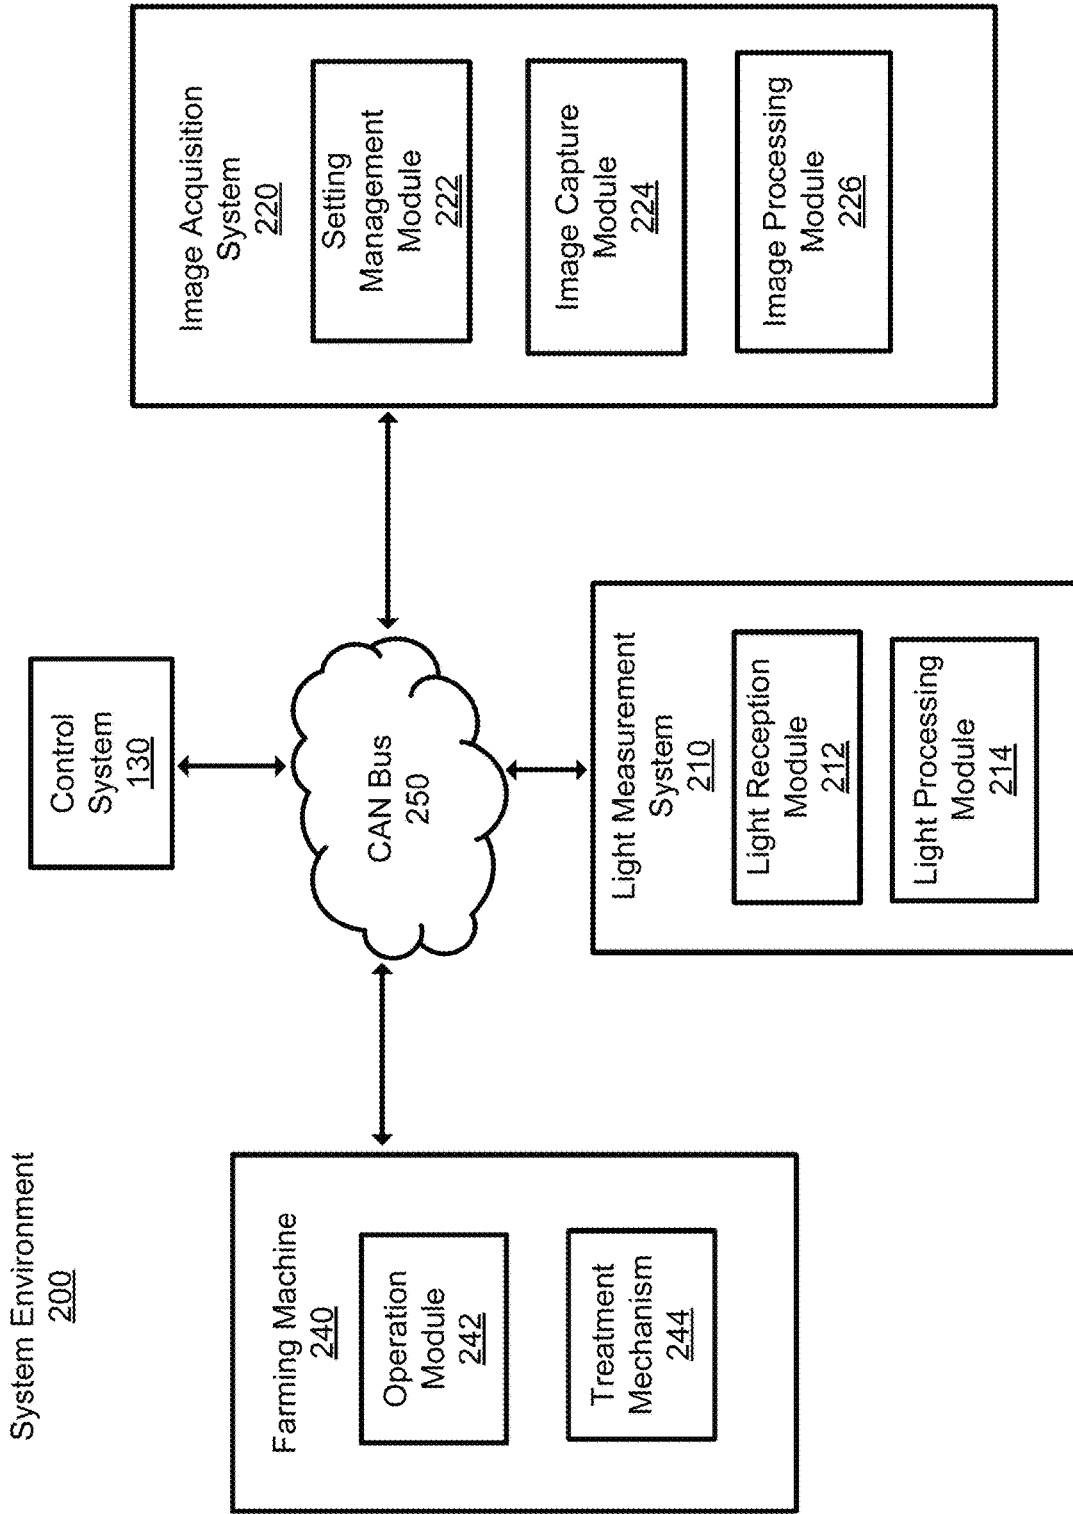 System Environment
200
Control
System
130
Farming Machine
240
Operation
Module
242
Treatment
Mechanism
244
CAN Bus
250
Light Measurement
System
210
Light Reception
Module
212
Light Processing
Module
214
Image Acquisition
System
220
Setting
Management
Module
222
Image Capture
Module
224
Image Processing
Module
226